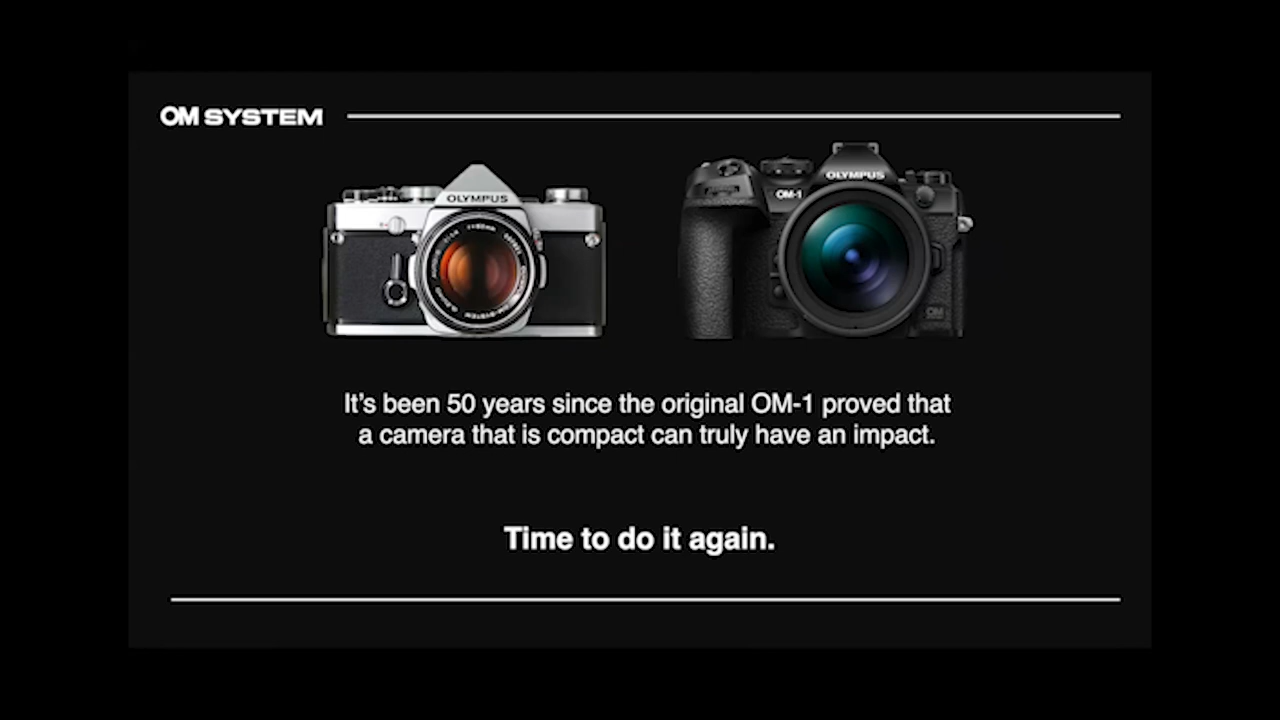 OM SYSTEM
OLYMPUS
OLYMPUS
OM-1
It's been 50 years since the original OM-1 proved that
a camera that is compact can truly have an impact.
Time to do it again.